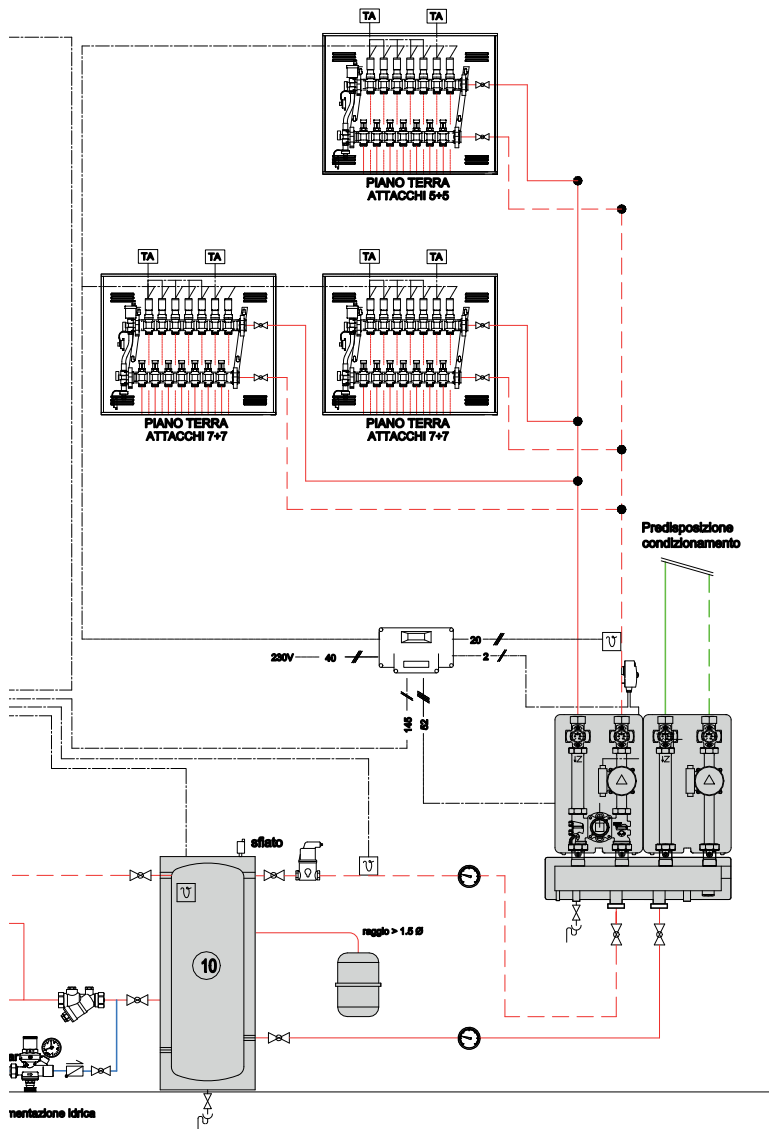 TA TA
PIANO TERRA
ATTACCHI 5+5
TA TA
TA TA
PIANO TERRA
ATTACCHI 7+7
PIANO TERRA
ATTACCHI 7+7
Predisposizione
condizionamento
20
230V 40
2
145
52
sfiato
raggio > 1.5 Ø
10
mentazione idrica